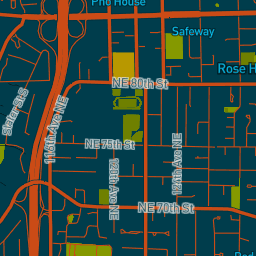 Pho House
Safeway
Rose H
NE 80th St
Slater St S
116th Ave NE
NE 75th St
120th Ave NE
124th Ave NE
NE 70th St